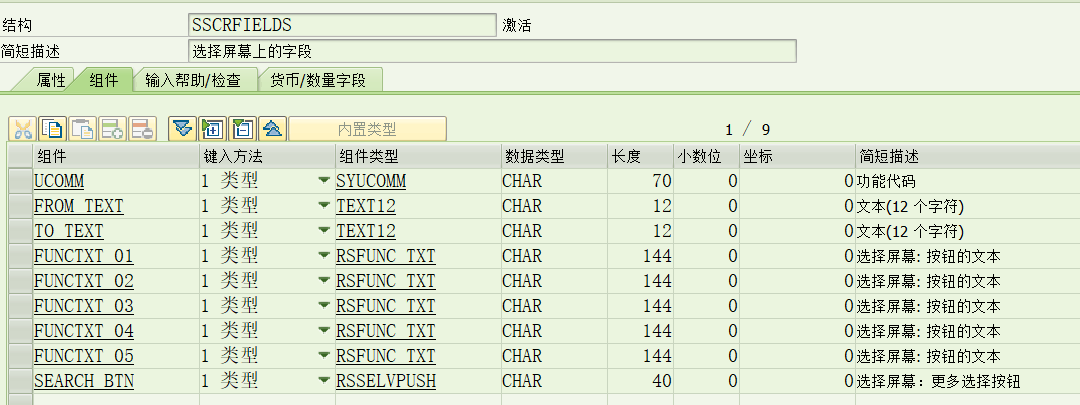 结构 SSCRFIELDS 激活
简短描述 选择屏幕上的字段
属性 组件 输入帮助/检查 货币/数量字段
内置类型 1 / 9
组件 键入方法 组件类型 数据类型 长度 小数位 坐标 简短描述
UCOMM 1 类型 SYUCOMM CHAR 70 0 0 功能代码
FROM_TEXT 1 类型 TEXT12 CHAR 12 0 0 文本(12 个字符)
TO_TEXT 1 类型 TEXT12 CHAR 12 0 0 文本(12 个字符)
FUNCTXT_01 1 类型 RSFUNC_TXT CHAR 144 0 0 选择屏幕: 按钮的文本
FUNCTXT_02 1 类型 RSFUNC_TXT CHAR 144 0 0 选择屏幕: 按钮的文本
FUNCTXT_03 1 类型 RSFUNC_TXT CHAR 144 0 0 选择屏幕: 按钮的文本
FUNCTXT_04 1 类型 RSFUNC_TXT CHAR 144 0 0 选择屏幕: 按钮的文本
FUNCTXT_05 1 类型 RSFUNC_TXT CHAR 144 0 0 选择屏幕: 按钮的文本
SEARCH_BTN 1 类型 RSSELVPUSH CHAR 40 0 0 选择屏幕：更多选择按钮